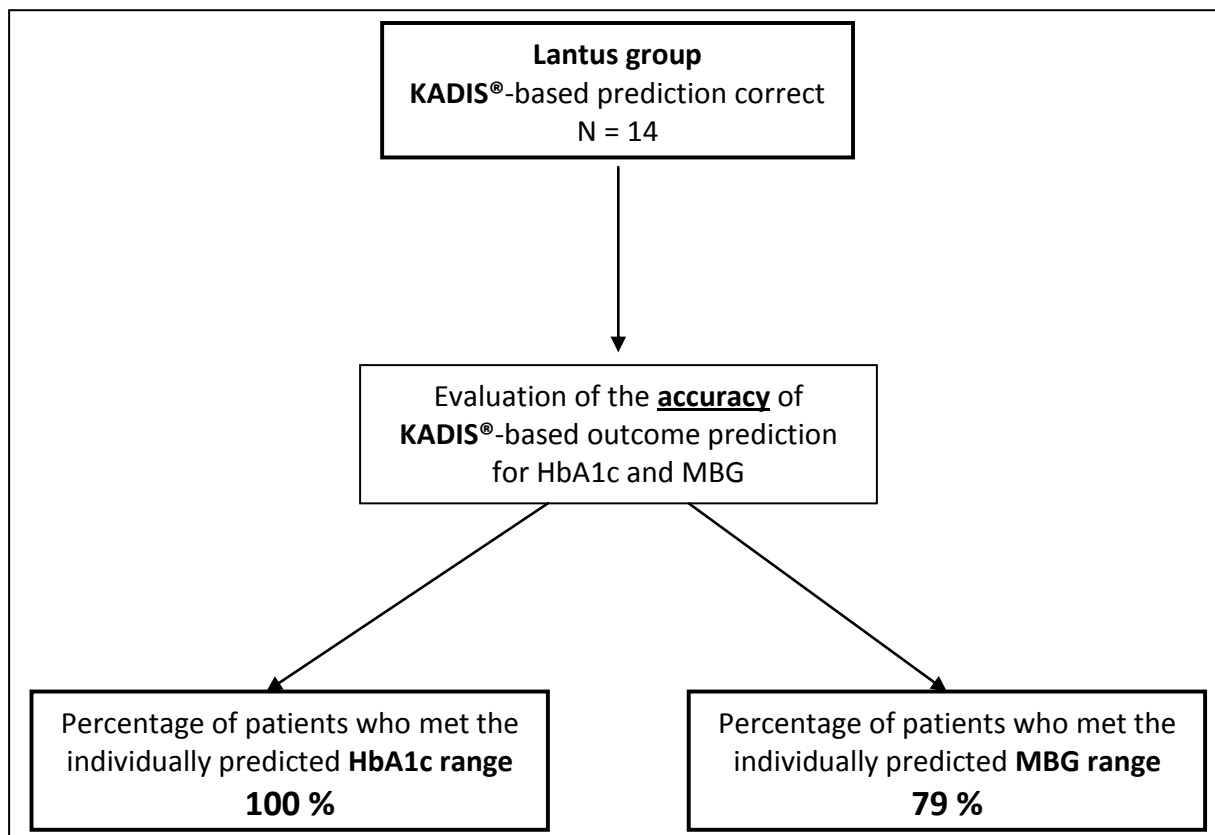 Lantus group
KADIS®-based prediction correct
N = 14
Evaluation of the accuracy of
KADIS®-based outcome prediction
for HbA1c and MBG
Percentage of patients who met the
individually predicted HbA1c range
100 %
Percentage of patients who met the
individually predicted MBG range
79 %